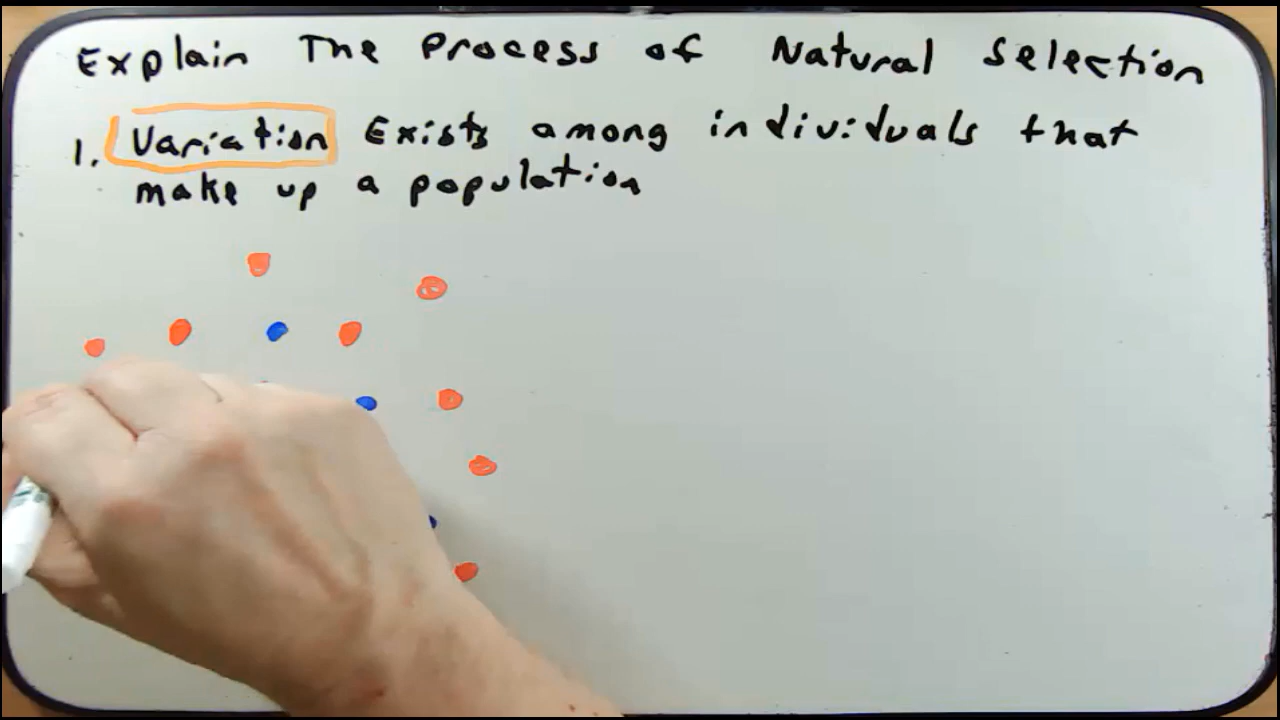 Explain The Process of Natural Selection
1. Variation Exists among individuals that
make up a population